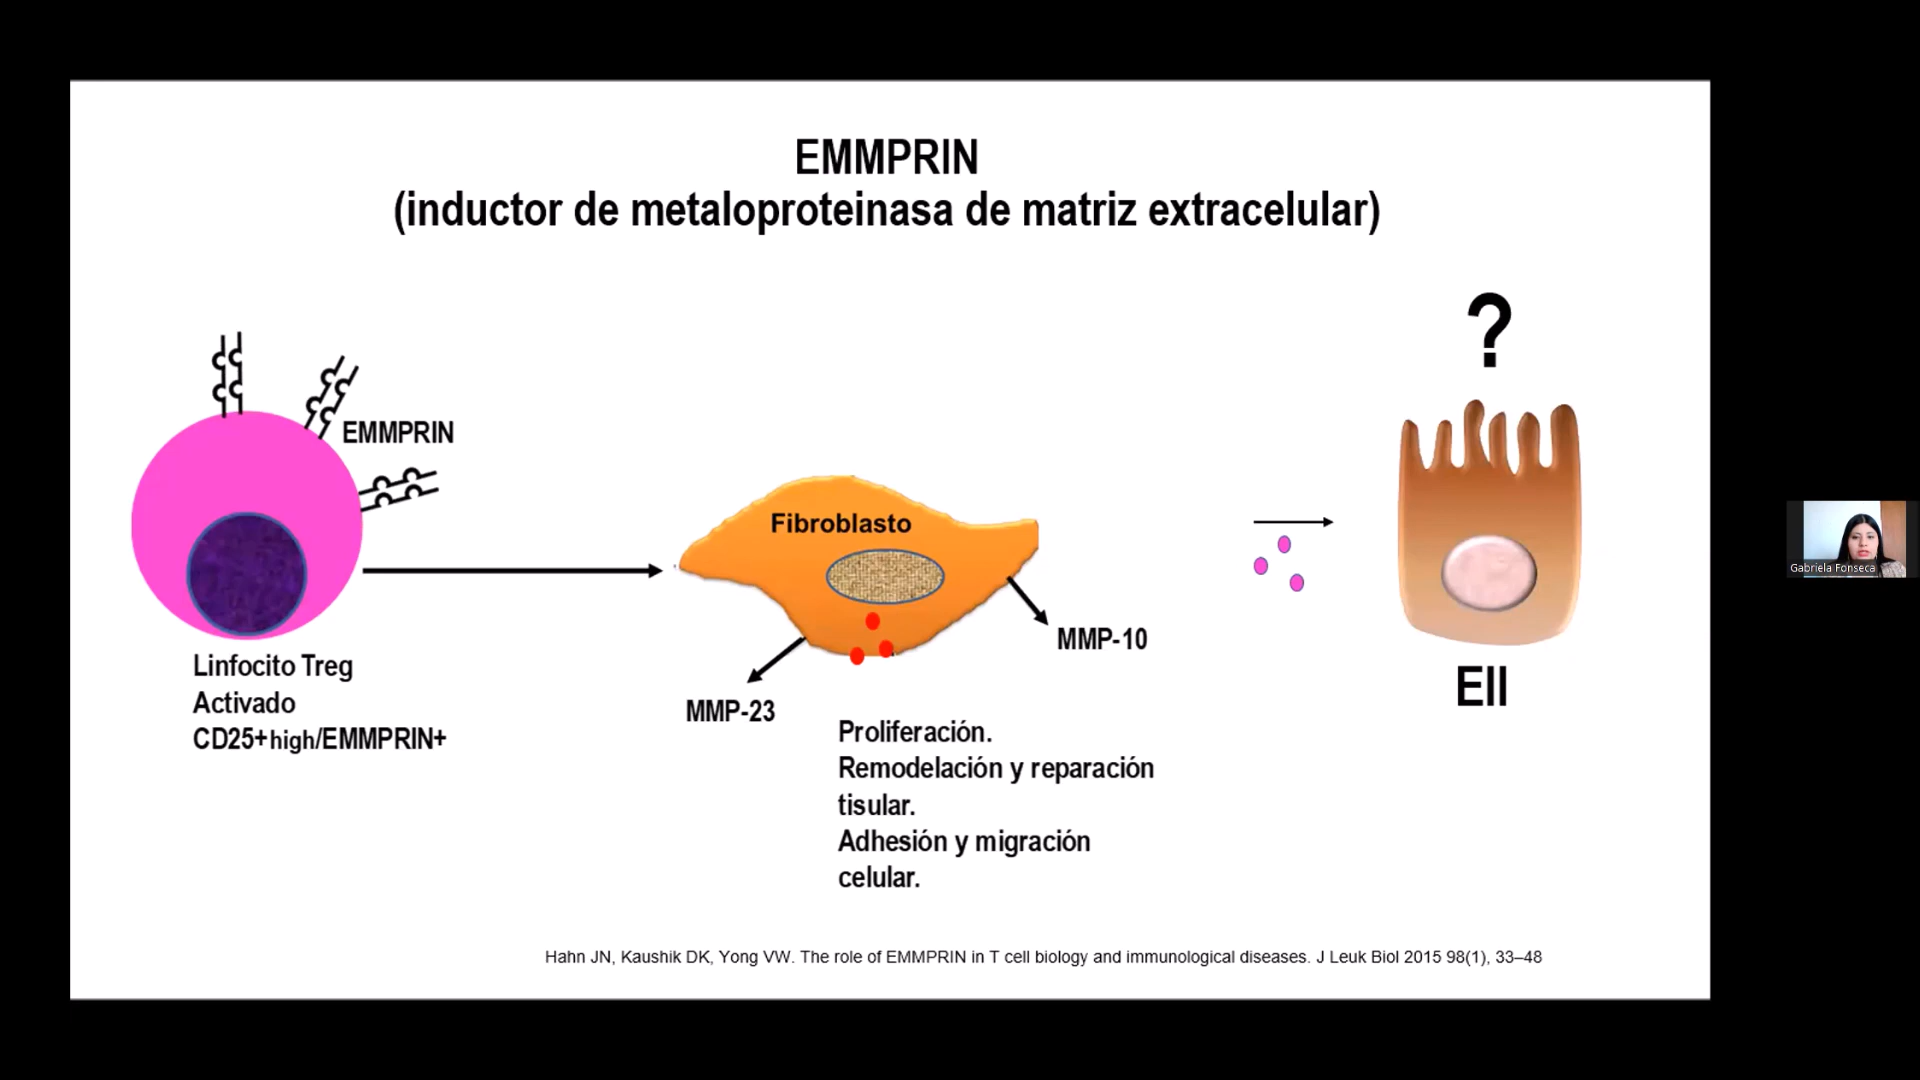 EMMPRIN
(inductor de metaloproteinasa de matriz extracelular)
?
EMMPRIN
Fibroblasto
MMP-10
MMP-23
Linfocito Treg
Activado
CD25+high/EMMPRIN+
EII
Proliferación.
Remodelación y reparación
tisular.
Adhesión y migración
celular.
Hahn JN, Kaushik DK, Yong VW. The role of EMMPRIN in T cell biology and immunological diseases. J Leuk Biol 2015 98(1), 33–48
Gabriela Fonseca